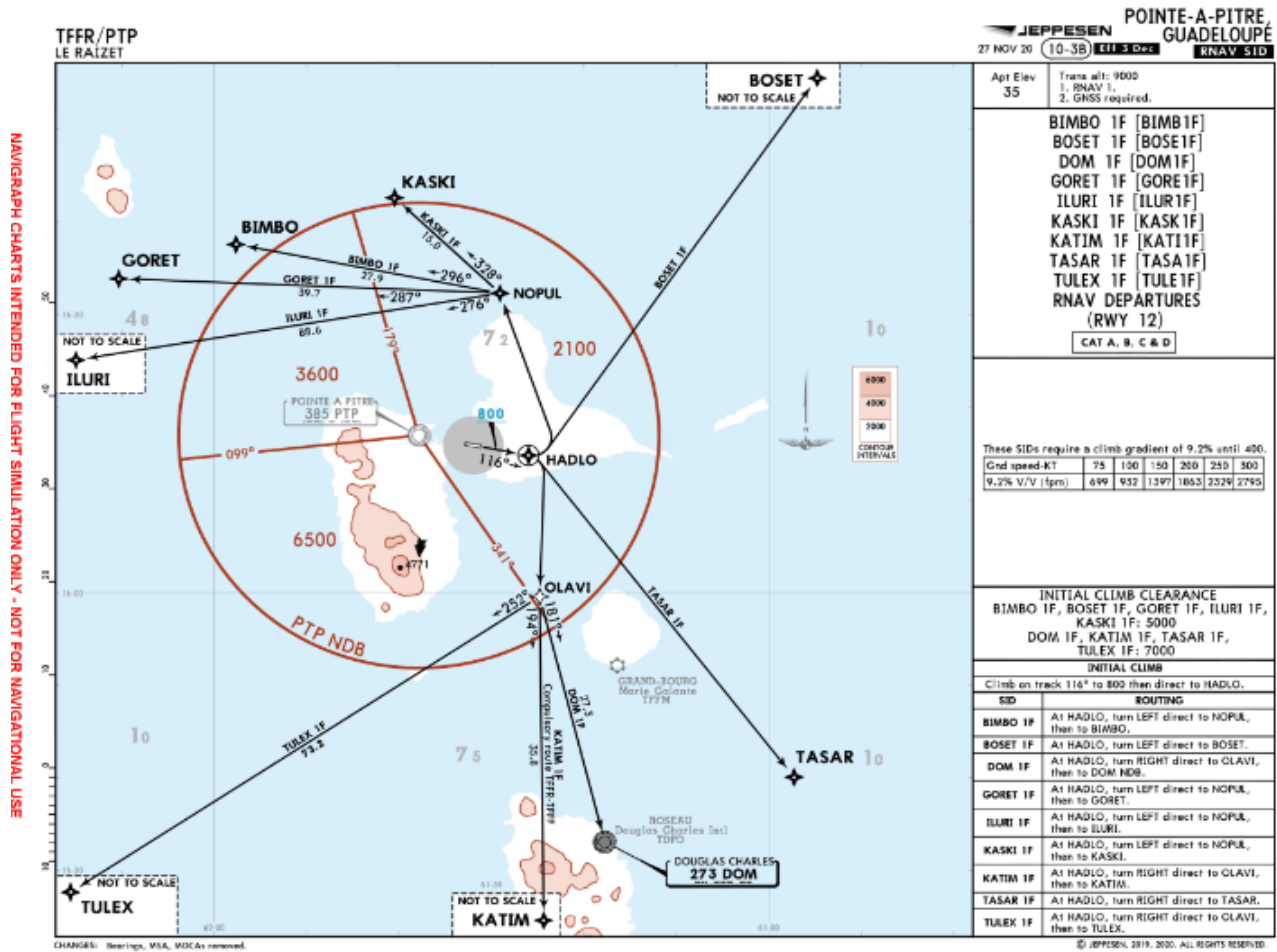 TFFR/PTP
LE RAIZET
JEPPESEN
POINTE-A-PITRE,
GUADELOUPE
27 NOV 20
10-3B
Eff 3 Dec
RNAV SID
NAVIGRAPH CHARTS INTENDED FOR FLIGHT SIMULATION ONLY - NOT FOR NAVIGATIONAL USE
Apt Elev
35
Trans alt: 9000
1. RNAV 1.
2. GNSS required.
BIMBO 1F [BIMB1F]
BOSET 1F [BOSE1F]
DOM 1F [DOM1F]
GORET 1F [GORE1F]
ILURI 1F [ILUR1F]
KASKI 1F [KASK1F]
KATIM 1F [KATI1F]
TASAR 1F [TASA1F]
TULEX 1F [TULE1F]
RNAV DEPARTURES
(RWY 12)
CAT A, B, C & D
These SIDs require a climb gradient of 9.2% until 400.
Gnd speed-KT 75 100 150 200 250 300
9.2% V/V (fpm) 699 932 1397 1863 2329 2795
INITIAL CLIMB CLEARANCE
BIMBO 1F, BOSET 1F, GORET 1F, ILURI 1F,
KASKI 1F: 5000
DOM 1F, KATIM 1F, TASAR 1F,
TULEX 1F: 7000
INITIAL CLIMB
Climb on track 116° to 800 then direct to HADLO.
SID ROUTING
BIMBO 1F At HADLO, turn LEFT direct to NOPUL,
then to BIMBO.
BOSET 1F At HADLO, turn LEFT direct to BOSET.
DOM 1F At HADLO, turn RIGHT direct to OLAVI,
then to DOM NDB.
GORET 1F At HADLO, turn LEFT direct to NOPUL,
then to GORET.
ILURI 1F At HADLO, turn LEFT direct to NOPUL,
then to ILURI.
KASKI 1F At HADLO, turn LEFT direct to NOPUL,
then to KASKI.
KATIM 1F At HADLO, turn RIGHT direct to OLAVI,
then to KATIM.
TASAR 1F At HADLO, turn RIGHT direct to TASAR.
TULEX 1F At HADLO, turn RIGHT direct to OLAVI,
then to TULEX.
BOSET
NOT TO SCALE
KASKI
KASKI 1F
15.0
328°
BIMBO
BIMBO 1F
27.9
296°
GORET
GORET 1F
39.7
287°
NOPUL
ILURI 1F
276°
NOT TO SCALE
ILURI
BOSET 1F
16-30
48
72
10
179°
2100
3600
POINTE A PITRE
385 PTP
800
099°
116°
HADLO
6000
4000
2000
CONTOUR
INTERVALS
N
6500
4771
341°
OLAVI
16-00
252°
194°
181°
PTP NDB
TASAR 1F
GRAND-BOURG
Marie Galante
TFFM
TULEX 1F
73.2
27.3
DOM 1F
KATIM 1F
Compulsory route TFFR-TFFF
35.8
10
75
TASAR
10
ROSEAU
Douglas Charles Intl
TDPD
DOUGLAS CHARLES
273 DOM
15-30
NOT TO SCALE
TULEX
NOT TO SCALE
KATIM
62-00
61-30
61-00
CHANGES: Bearings, MSA, MOCAs removed.
© JEPPESEN, 2019, 2020. ALL RIGHTS RESERVED.